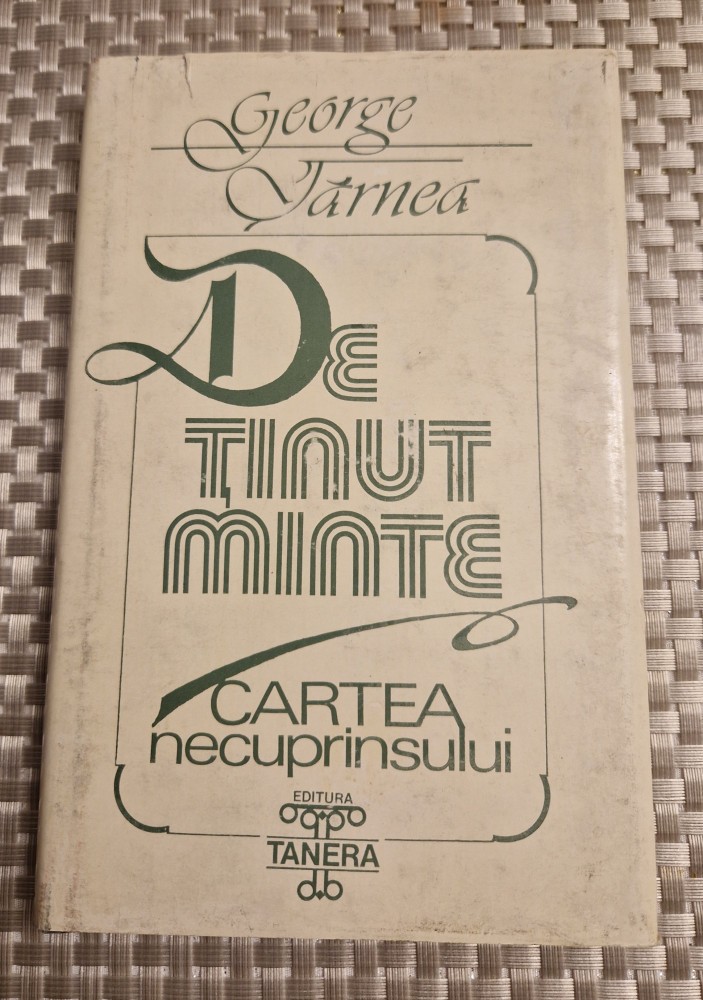 George
Țărnea
De
ȚINUT
MINTE
CARTEA
necuprinsului
EDITURA
TANERA